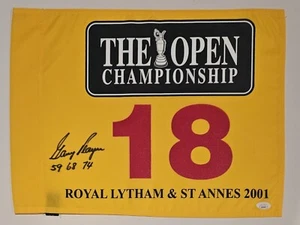 THE OPEN
CHAMPIONSHIP
18
Gary Player
59 68 74
ROYAL LYTHAM & ST ANNES 2001